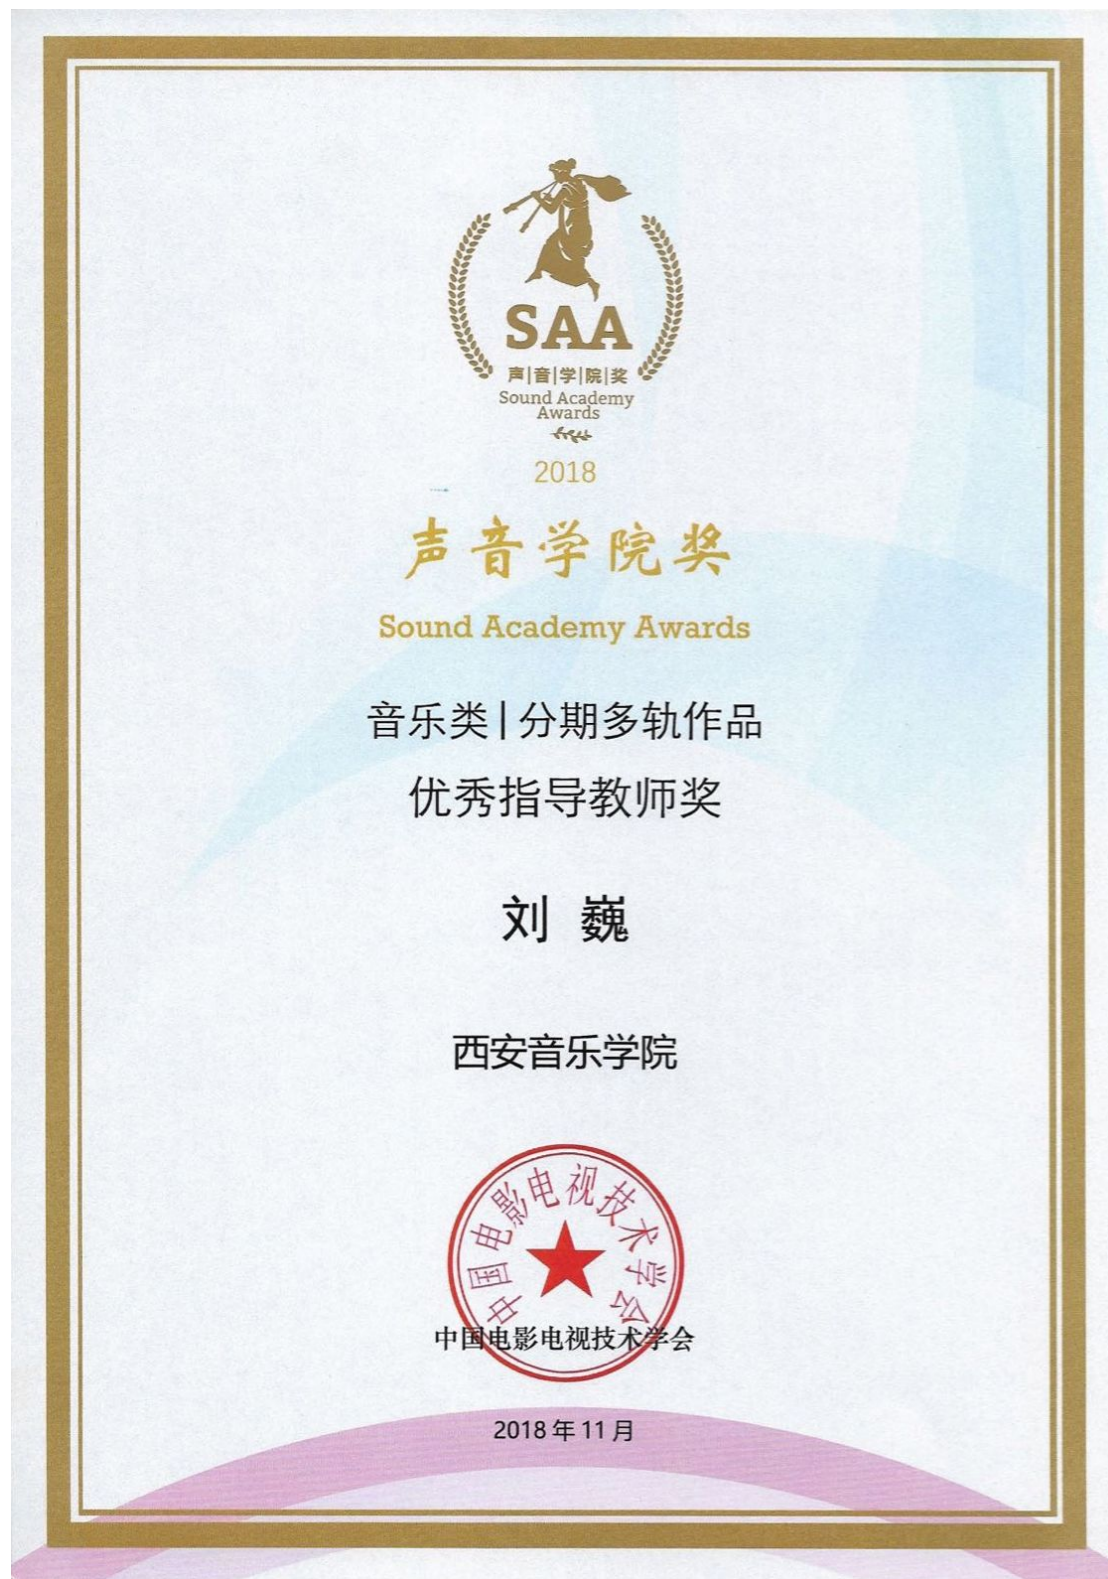 SAA
声|音|学|院|奖
Sound Academy
Awards
2018
声音学院奖
Sound Academy Awards
音乐类|分期多轨作品
优秀指导教师奖
刘 巍
西安音乐学院
中国电影电视技术学会
中国电影电视技术学会
2018年11月